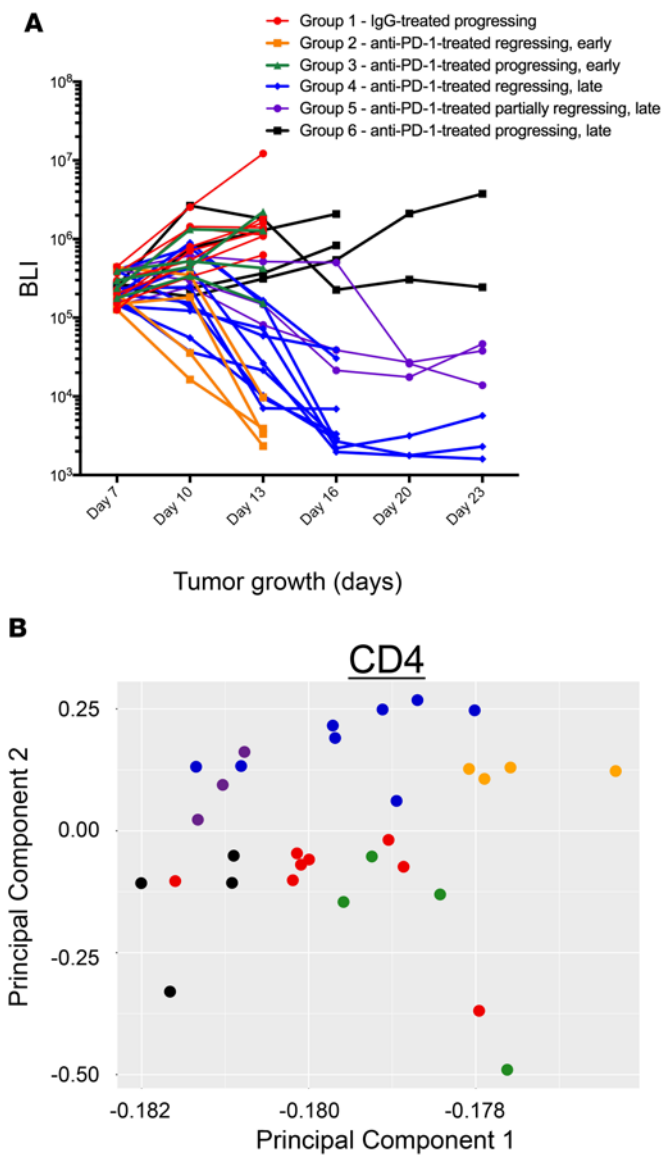 A
Group 1 - IgG-treated progressing
Group 2 - anti-PD-1-treated regressing, early
Group 3 - anti-PD-1-treated progressing, early
Group 4 - anti-PD-1-treated regressing, late
Group 5 - anti-PD-1-treated partially regressing, late
Group 6 - anti-PD-1-treated progressing, late
10⁸
10⁷
10⁶
10⁵
10⁴
10³
BLI
Day 7
Day 10
Day 13
Day 16
Day 20
Day 23
Tumor growth (days)
B
CD4
0.25
0.00
-0.25
-0.50
Principal Component 2
-0.182
-0.180
-0.178
Principal Component 1